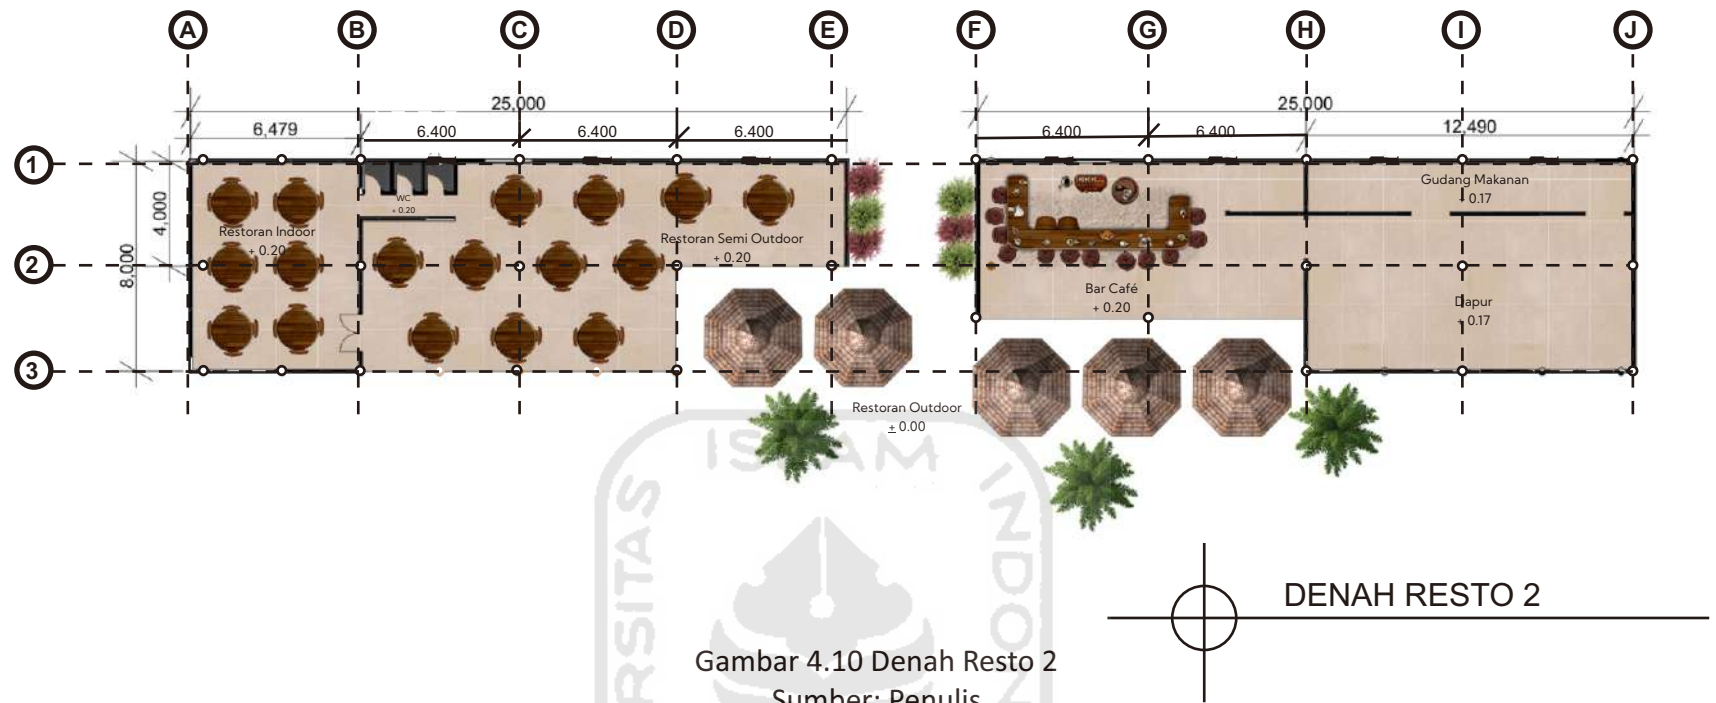 A B C D E F G H I J
25,000 25,000
6,479 6.400 6.400 6.400 6.400 6.400 12,490
1
Gudang Makanan
+ 0.17
WC
+ 0.20
4,000
Restoran Indoor
+ 0.20
Restoran Semi Outdoor
+ 0.20
2
8,000
Bar Café
+ 0.20
Dapur
+ 0.17
3
Restoran Outdoor
± 0.00
ISLAM
UNIVERSITAS
INDON
DENAH RESTO 2
Gambar 4.10 Denah Resto 2
Sumber: Penulis